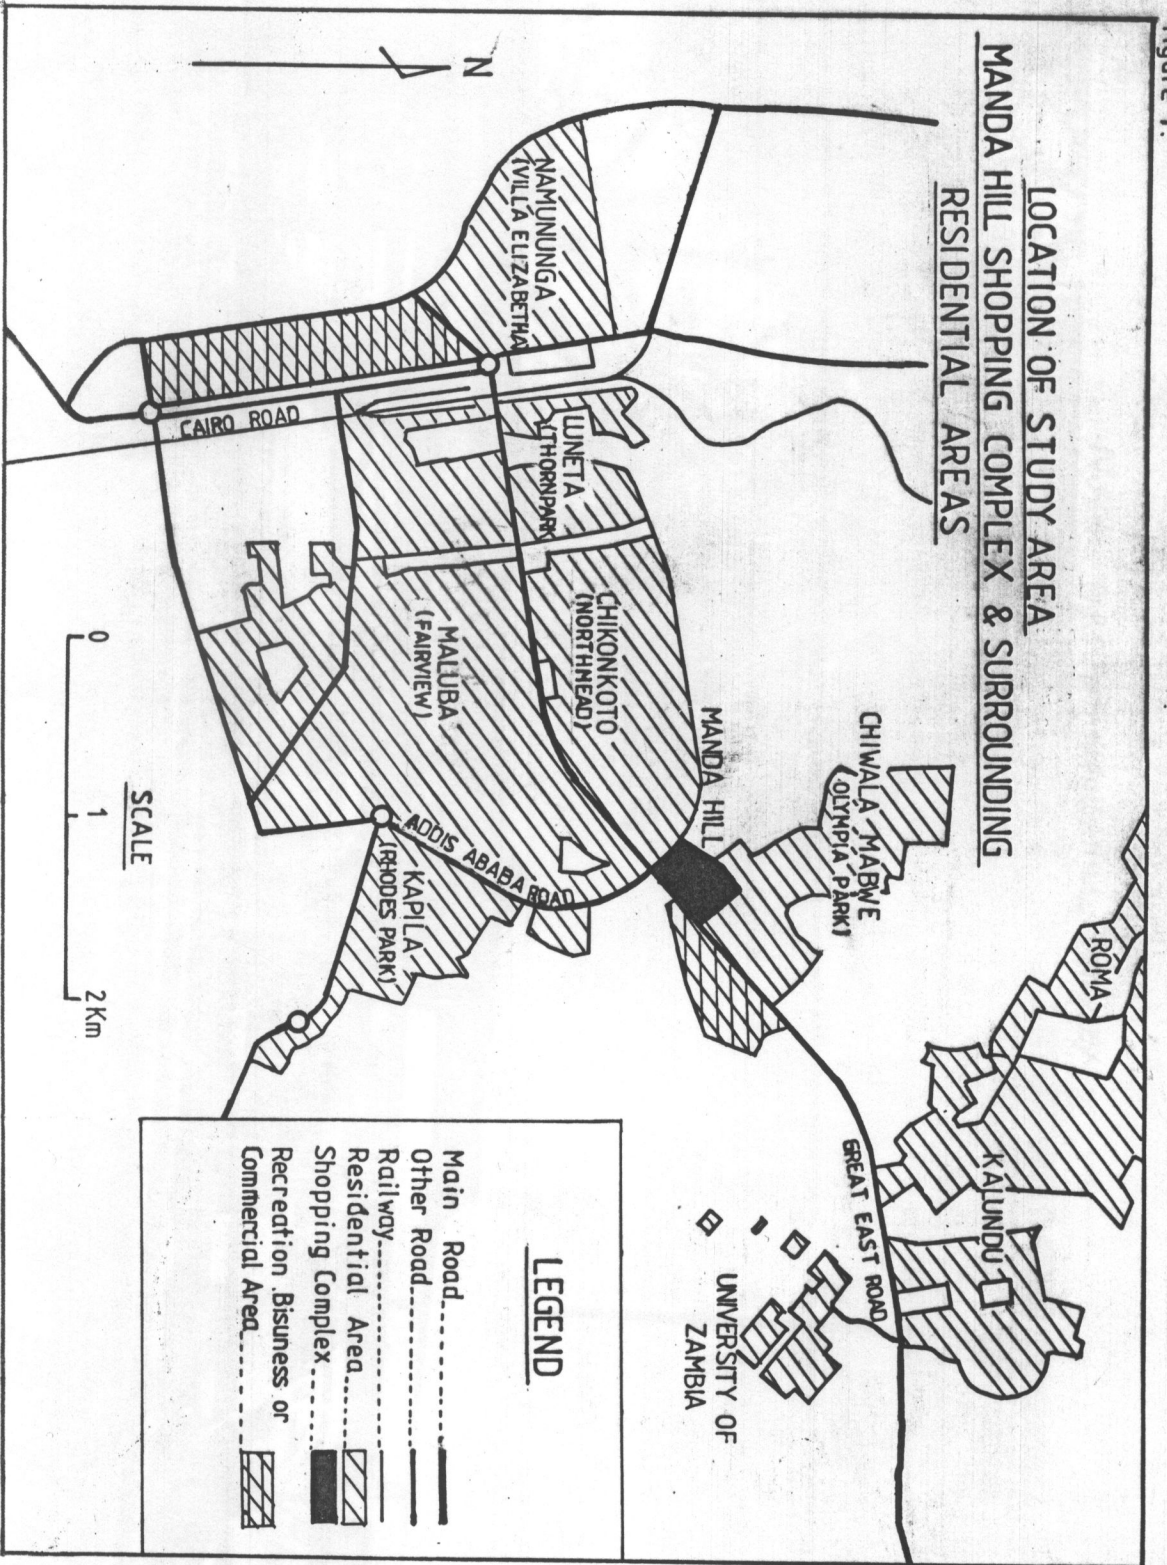 Figure 1.
LOCATION OF STUDY AREA
MANDA HILL SHOPPING COMPLEX & SURROUNDING
RESIDENTIAL AREAS
N
NAMUNUNGA
(VILLA ELIZABETHA)
LUNETA
(THORNPARK)
CHIKONKOTO
(NORTHMEAD)
MANDA HILL
CHIWALA MABWE
(OLYMPIA PARK)
ROMA
KALUNDU
GREAT EAST ROAD
UNIVERSITY OF
ZAMBIA
CAIRO ROAD
MALUBA
(FAIRVIEW)
ADDIS ABABA ROAD
KAPILA
(RHODES PARK)
0 1 2Km
SCALE
LEGEND
Main Road
Other Road
Railway
Residential Area
Shopping Complex
Recreation Bisuness or
Commercial Area